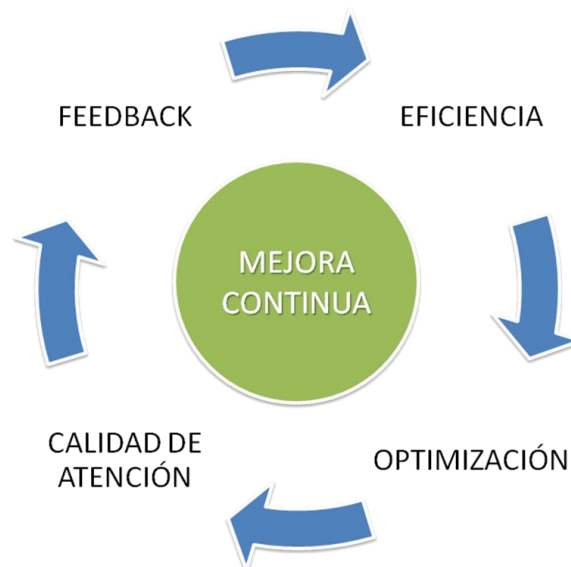 FEEDBACK
EFICIENCIA
MEJORA
CONTINUA
CALIDAD DE
ATENCIÓN
OPTIMIZACIÓN